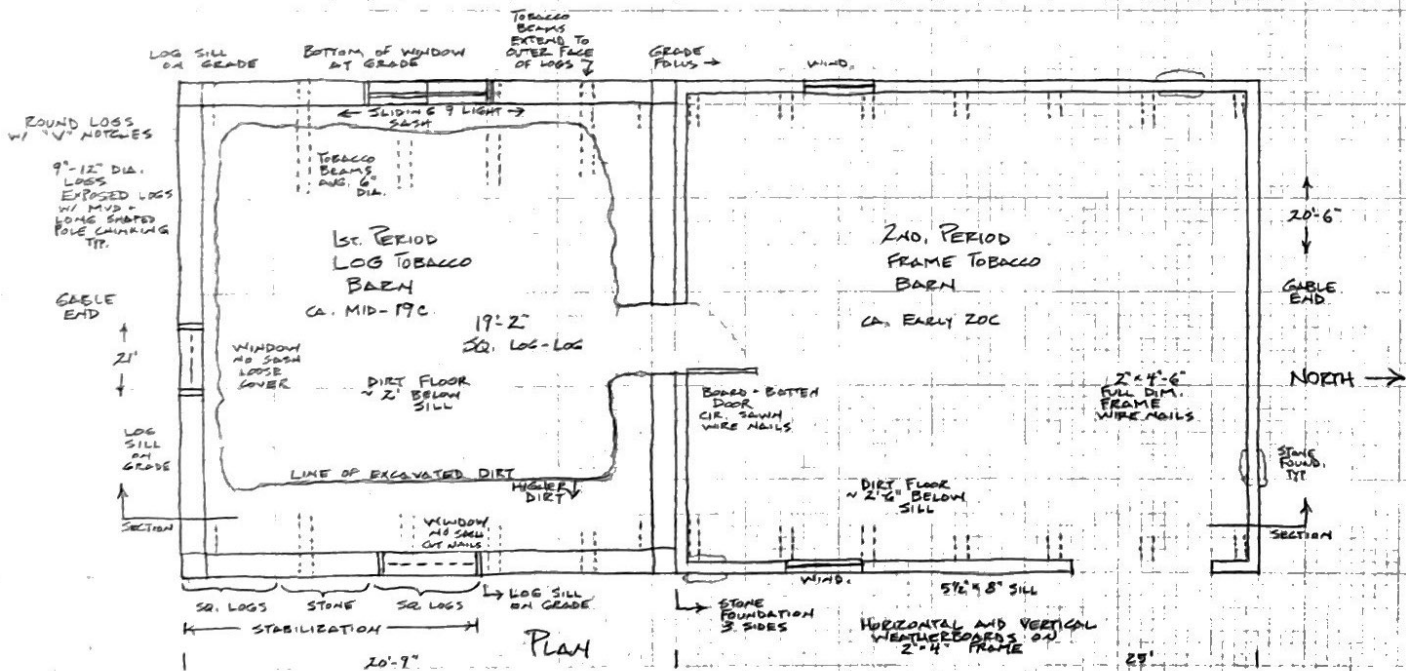 LOG SILL
ON GRADE
BOTTOM OF WINDOW
AT GRADE
TOBACCO
BEAMS
EXTEND TO
OUTER FACE
OF LOGS
GRADE
FALLS →
WIND.
← SLIDING 9 LIGHT →
SASH
ROUND LOGS
W/ "V" NOTCHES
9"-12" DIA.
LOGS
EXPOSED LOGS
W/ MUD +
LONG SHAPED
POLE CHINKING
TYP.
TOBACCO
BEAMS
AVG. 6"
DIA.
1ST. PERIOD
LOG TOBACCO
BARN
CA. MID-19C
19'-2"
SQ. LOG-LOG
2ND. PERIOD
FRAME TOBACCO
BARN
CA. EARLY 20C
20'-6"
GABLE
END
GABLE
END
21'
WINDOW
NO SASH
LOOSE
COVER
DIRT FLOOR
~ 2' BELOW
SILL
BOARD + BATTEN
DOOR
CIR. SAWN
WIRE NAILS
2" x 4"-6"
FULL DIM.
FRAME
WIRE NAILS
NORTH →
LOG
SILL
ON
GRADE
SECTION
LINE OF EXCAVATED DIRT
HIGHER
DIRT
WINDOW
NO SASH
CUT NAILS
DIRT FLOOR
~ 2'6" BELOW
SILL
STONE
FOUND.
TYP
SECTION
WIND.
5 1/2" x 8" SILL
SQ. LOGS
STONE
SQ LOGS
LOG SILL
ON GRADE
STABILIZATION
STONE
FOUNDATION
3 SIDES
HORIZONTAL AND VERTICAL
WEATHERBOARDS ON
2"-4" FRAME
PLAN
20'-9"
25'